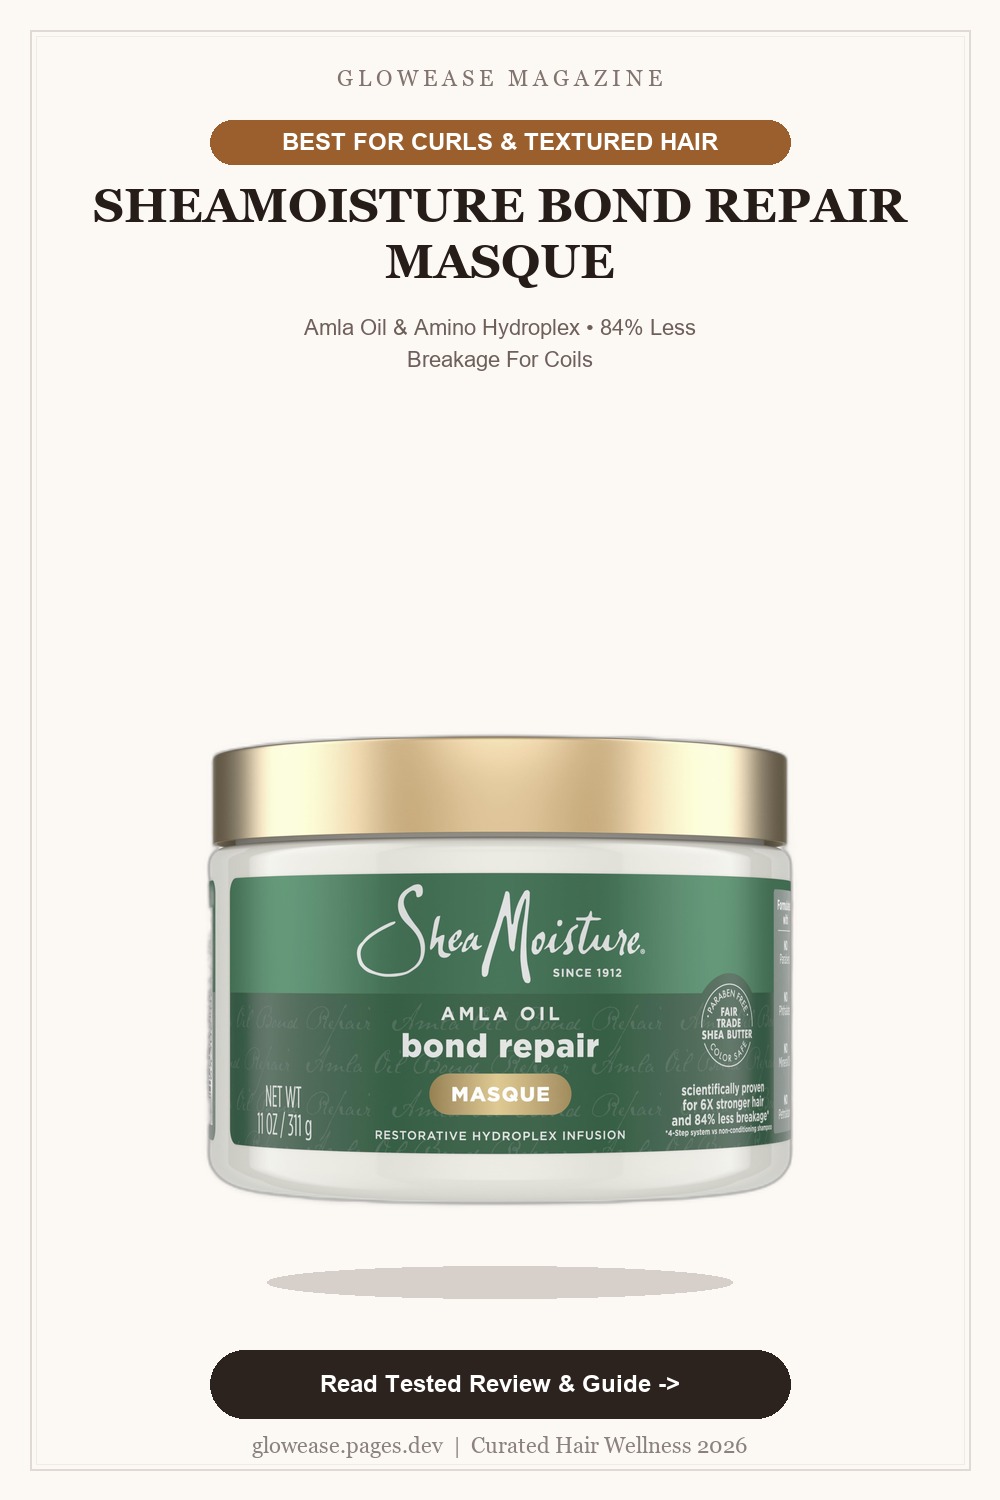 GLOWEASE MAGAZINE
BEST FOR CURLS & TEXTURED HAIR
SHEAMOISTURE BOND REPAIR
MASQUE
Amla Oil & Amino Hydroplex • 84% Less
Breakage For Coils
SheaMoisture®
SINCE 1912
AMLA OIL
bond repair
MASQUE
RESTORATIVE HYDROPLEX INFUSION
NET WT
11 OZ / 311 g
PARABEN FREE
FAIR
TRADE
SHEA BUTTER
COLOR SAFE
scientifically proven
for 6X stronger hair
and 84% less breakage*
*4-Step system vs non-conditioning shampoo
Read Tested Review & Guide ->
glowease.pages.dev | Curated Hair Wellness 2026